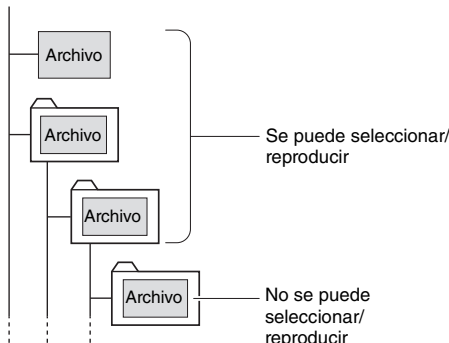 Archivo
Archivo
Se puede seleccionar/
reproducir
Archivo
Archivo
No se puede
seleccionar/
reproducir